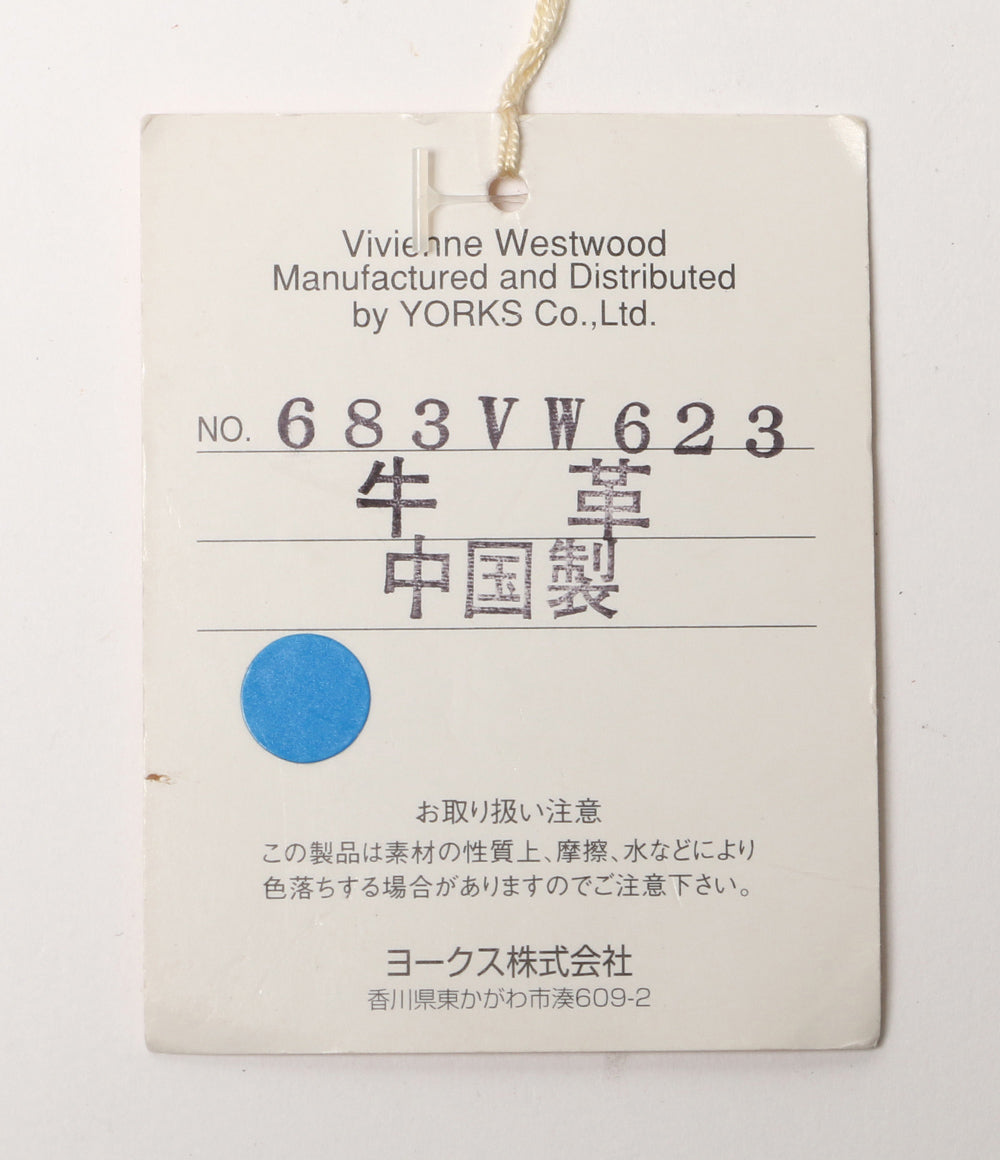 Vivienne Westwood
Manufactured and Distributed
by YORKS Co.,Ltd.
NO. 683VW623
牛 革
中国製
お取り扱い注意
この製品は素材の性質上、摩擦、水などにより
色落ちする場合がありますのでご注意下さい。
ヨークス株式会社
香川県東かがわ市湊609-2